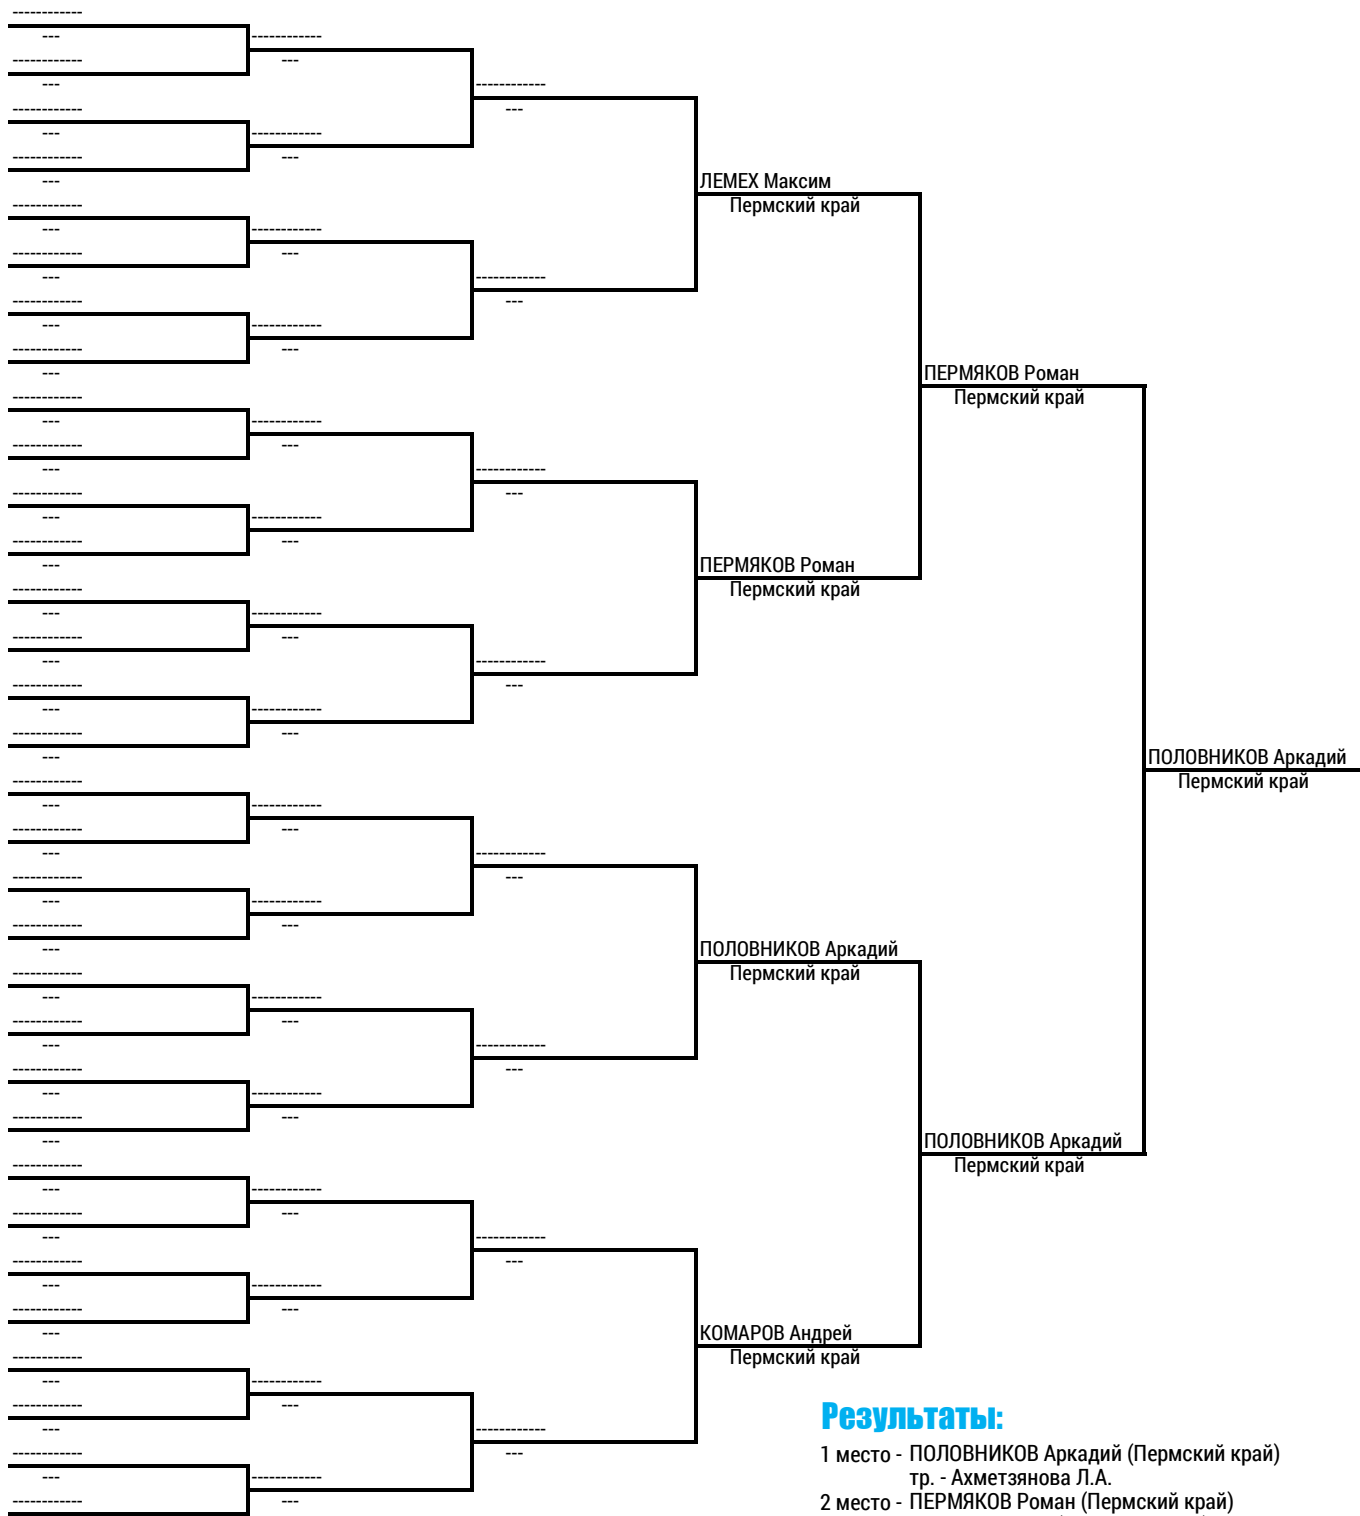 ЛЕМЕХ Максим
Пермский край
ПЕРМЯКОВ Роман
Пермский край
ПЕРМЯКОВ Роман
Пермский край
ПОЛОВНИКОВ Аркадий
Пермский край
ПОЛОВНИКОВ Аркадий
Пермский край
ПОЛОВНИКОВ Аркадий
Пермский край
КОМАРОВ Андрей
Пермский край
Результаты:
1 место - ПОЛОВНИКОВ Аркадий (Пермский край)
тр. - Ахметзянова Л.А.
2 место - ПЕРМЯКОВ Роман (Пермский край)